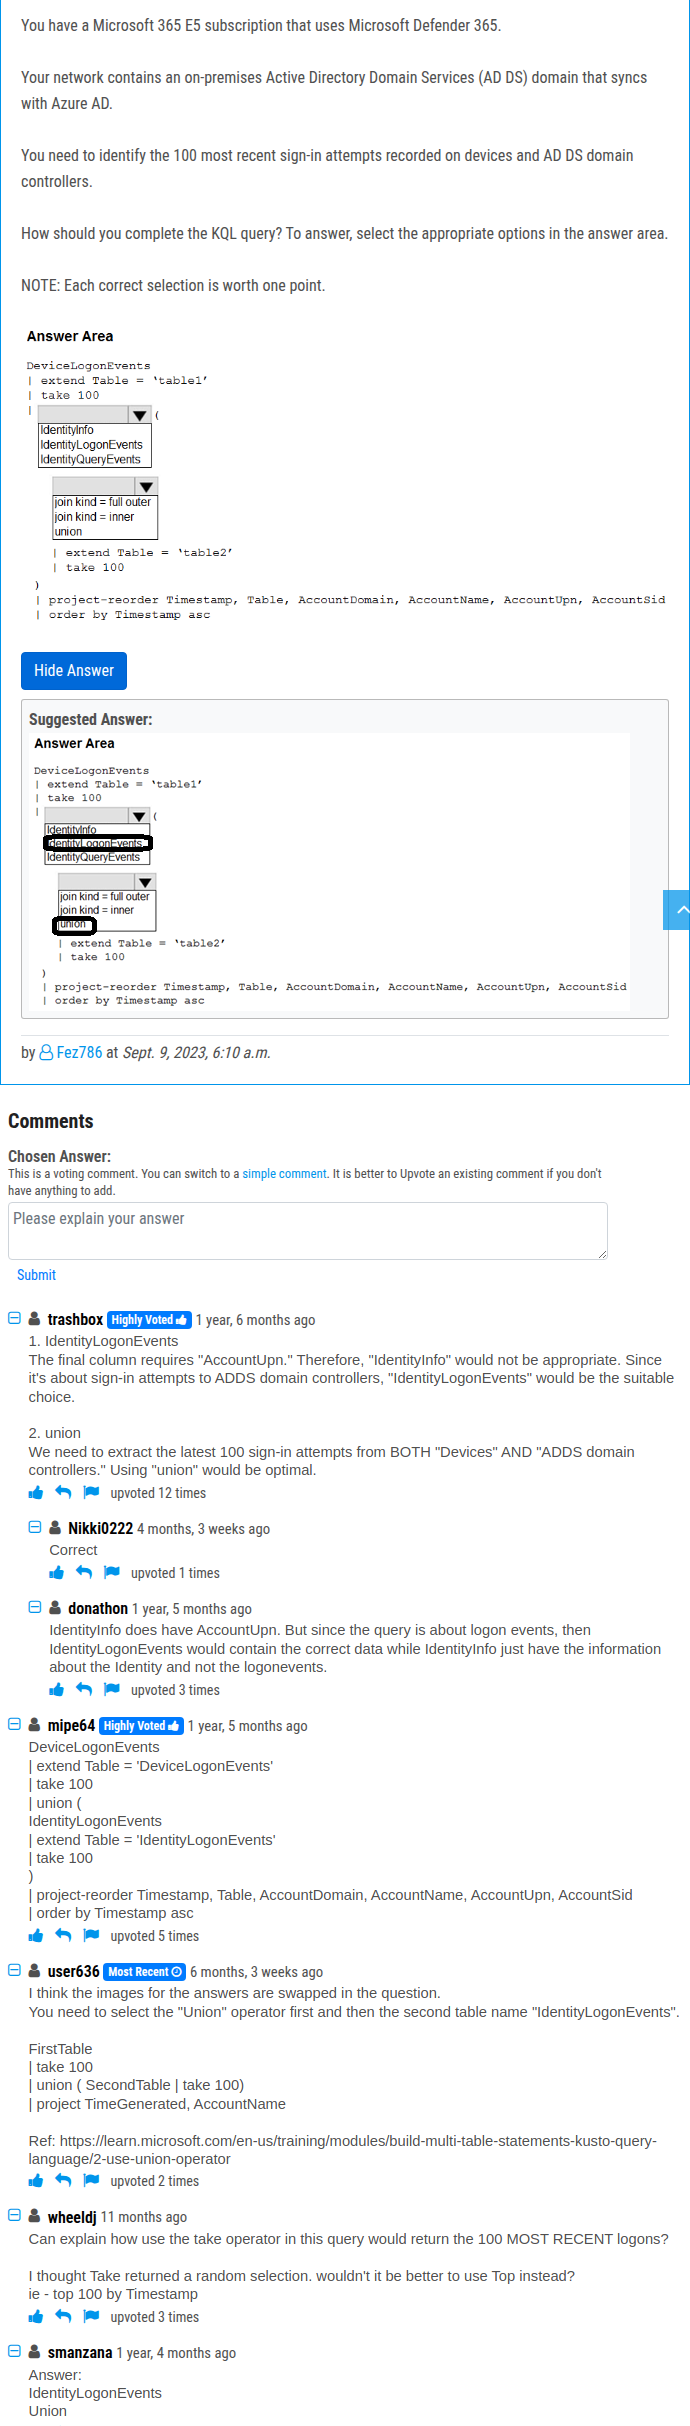 You have a Microsoft 365 E5 subscription that uses Microsoft Defender 365.
Your network contains an on-premises Active Directory Domain Services (AD DS) domain that syncs
with Azure AD.
You need to identify the 100 most recent sign-in attempts recorded on devices and AD DS domain
controllers.
How should you complete the KQL query? To answer, select the appropriate options in the answer area.
NOTE: Each correct selection is worth one point.
Answer Area
DeviceLogonEvents
| extend Table = ‘table1’
| take 100
| (
IdentityInfo
IdentityLogonEvents
IdentityQueryEvents
join kind = full outer
join kind = inner
union
| extend Table = ‘table2’
| take 100
)
| project-reorder Timestamp, Table, AccountDomain, AccountName, AccountUpn, AccountSid
| order by Timestamp asc
Hide Answer
Suggested Answer:
Answer Area
DeviceLogonEvents
| extend Table = ‘table1’
| take 100
| (
IdentityInfo
IdentityLogonEvents
IdentityQueryEvents
join kind = full outer
join kind = inner
union
| extend Table = ‘table2’
| take 100
)
| project-reorder Timestamp, Table, AccountDomain, AccountName, AccountUpn, AccountSid
| order by Timestamp asc
by Fez786 at Sept. 9, 2023, 6:10 a.m.
Comments
Chosen Answer:
This is a voting comment. You can switch to a simple comment. It is better to Upvote an existing comment if you don't
have anything to add.
Please explain your answer
Submit
trashbox Highly Voted 1 year, 6 months ago
1. IdentityLogonEvents
The final column requires "AccountUpn." Therefore, "IdentityInfo" would not be appropriate. Since
it's about sign-in attempts to ADDS domain controllers, "IdentityLogonEvents" would be the suitable
choice.
2. union
We need to extract the latest 100 sign-in attempts from BOTH "Devices" AND "ADDS domain
controllers." Using "union" would be optimal.
upvoted 12 times
Nikki0222 4 months, 3 weeks ago
Correct
upvoted 1 times
donathon 1 year, 5 months ago
IdentityInfo does have AccountUpn. But since the query is about logon events, then
IdentityLogonEvents would contain the correct data while IdentityInfo just have the information
about the Identity and not the logonevents.
upvoted 3 times
mipe64 Highly Voted 1 year, 5 months ago
DeviceLogonEvents
| extend Table = 'DeviceLogonEvents'
| take 100
| union (
IdentityLogonEvents
| extend Table = 'IdentityLogonEvents'
| take 100
)
| project-reorder Timestamp, Table, AccountDomain, AccountName, AccountUpn, AccountSid
| order by Timestamp asc
upvoted 5 times
user636 Most Recent 6 months, 3 weeks ago
I think the images for the answers are swapped in the question.
You need to select the "Union" operator first and then the second table name "IdentityLogonEvents".
FirstTable
| take 100
| union ( SecondTable | take 100)
| project TimeGenerated, AccountName
Ref: https://learn.microsoft.com/en-us/training/modules/build-multi-table-statements-kusto-query-
language/2-use-union-operator
upvoted 2 times
wheeldj 11 months ago
Can explain how use the take operator in this query would return the 100 MOST RECENT logons?
I thought Take returned a random selection. wouldn't it be better to use Top instead?
ie - top 100 by Timestamp
upvoted 3 times
smanzana 1 year, 4 months ago
Answer:
IdentityLogonEvents
Union